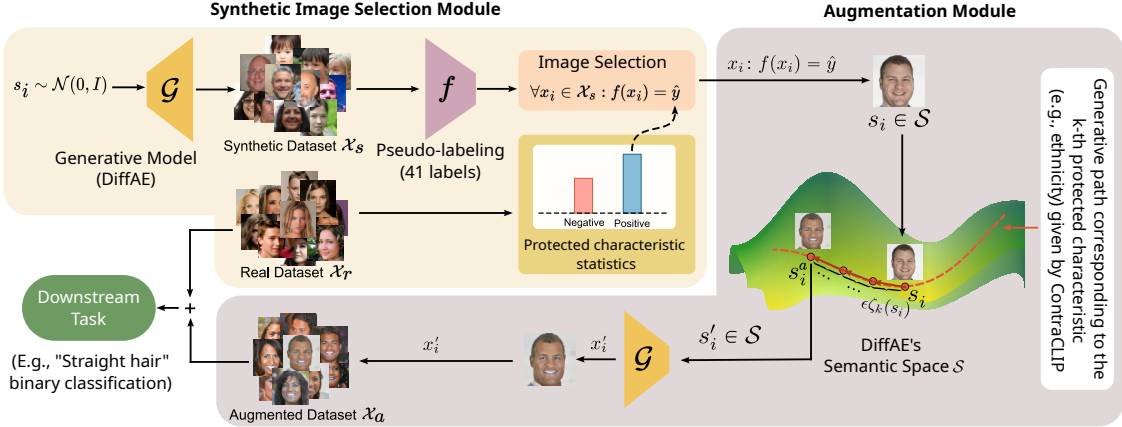 Synthetic Image Selection Module
Augmentation Module
s_i ∼ 𝒩(0, I)
𝒢
Generative Model
(DiffAE)
Synthetic Dataset 𝒳_s
f
Pseudo-labeling
(41 labels)
Image Selection
∀x_i ∈ 𝒳_s : f(x_i) = ŷ
Negative
Positive
Protected characteristic
statistics
Real Dataset 𝒳_r
x_i : f(x_i) = ŷ
s_i ∈ 𝒮
s_i^a
...
...
s_i
ϵζ_k(s_i)
DiffAE's
Semantic Space 𝒮
Generative path corresponding to the
k-th protected characteristic
(e.g., ethnicity) given by ContraCLIP
s′_i ∈ 𝒮
𝒢
x′_i
x′_i
Augmented Dataset 𝒳_a
+
Downstream
Task
(E.g., "Straight hair"
binary classification)